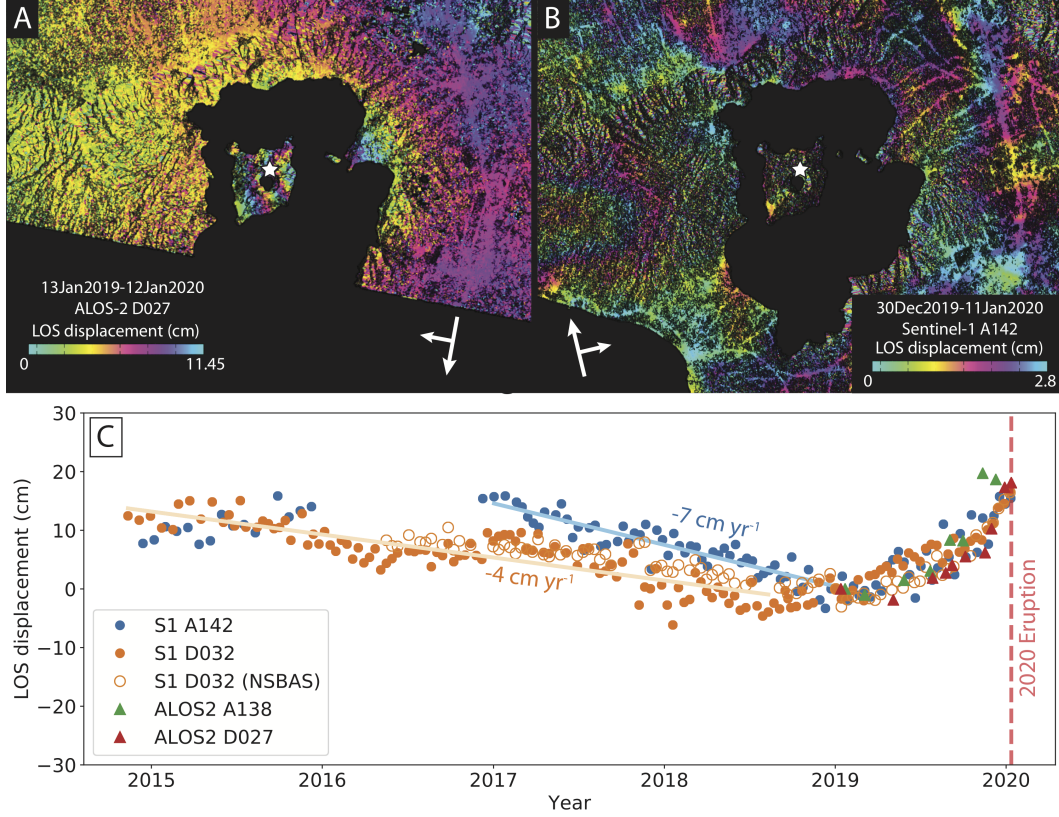 A
13Jan2019-12Jan2020
ALOS-2 D027
LOS displacement (cm)
0 11.45
B
30Dec2019-11Jan2020
Sentinel-1 A142
LOS displacement (cm)
0 2.8
C
LOS displacement (cm)
30
20
10
0
−10
−20
−30
-7 cm yr⁻¹
-4 cm yr⁻¹
S1 A142
S1 D032
S1 D032 (NSBAS)
ALOS2 A138
ALOS2 D027
2020 Eruption
2015 2016 2017 2018 2019 2020
Year